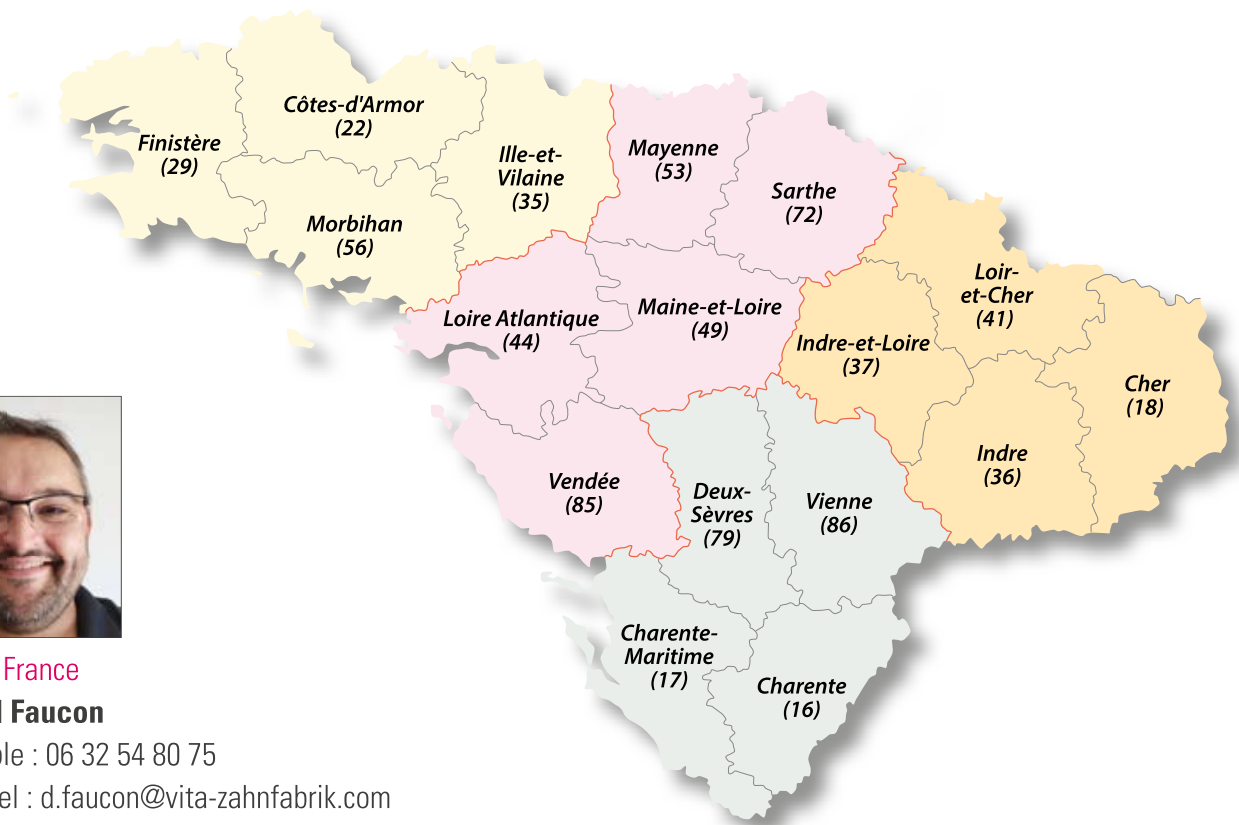 Côtes-d'Armor
(22)
Finistère
(29)
Ille-et-
Vilaine
(35)
Morbihan
(56)
Mayenne
(53)
Sarthe
(72)
Loire Atlantique
(44)
Maine-et-Loire
(49)
Loir-
et-Cher
(41)
Indre-et-Loire
(37)
Cher
(18)
Indre
(36)
Vendée
(85)
Deux-
Sèvres
(79)
Vienne
(86)
Charente-
Maritime
(17)
Charente
(16)
France
Faucon
: 06 32 54 80 75
: d.faucon@vita-zahnfabrik.com